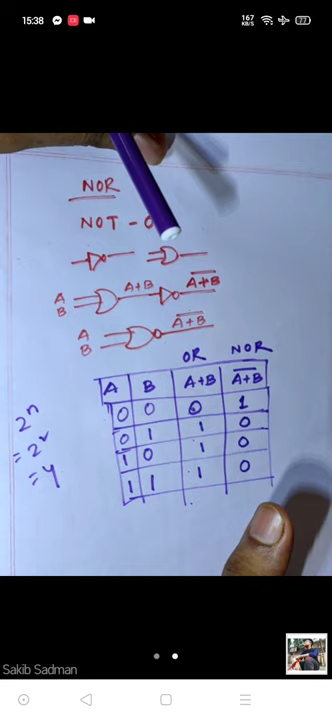 15:38
167 KB/S
77
NOR
NOT - O
A
B
A+B
A̅+̅B̅
A
B
A̅+̅B̅
OR NOR
A B A+B A̅+̅B̅
0 0 0 1
0 1 1 0
1 0 1 0
1 1 1 0
2ⁿ
= 2²
= 4
Sakib Sadman